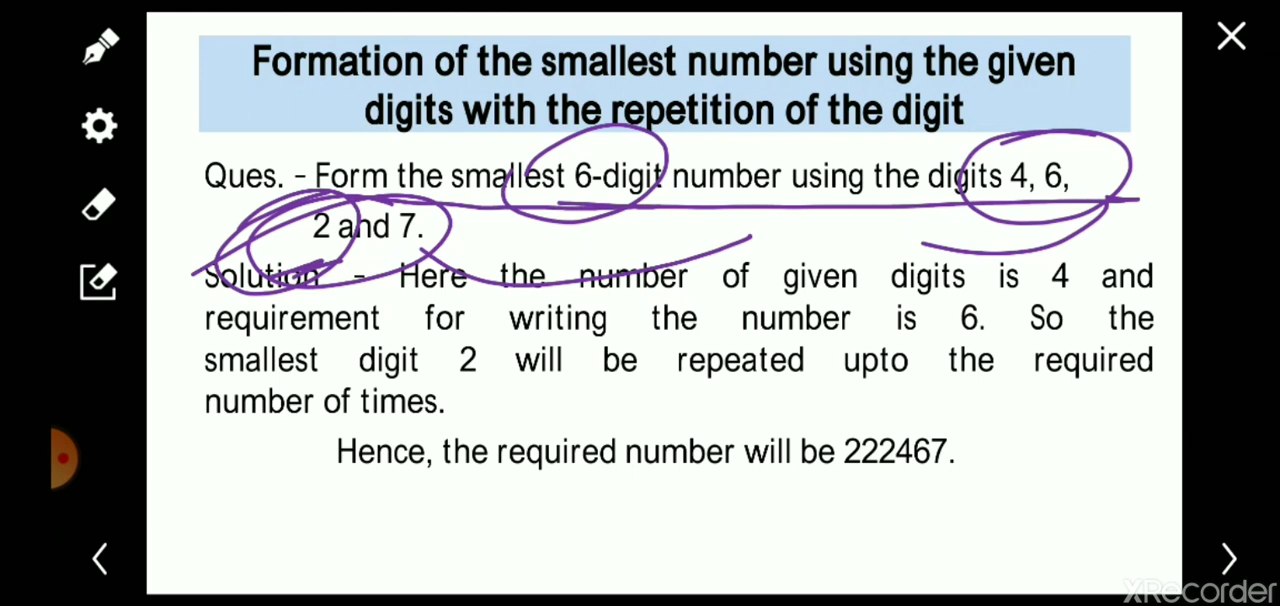 Formation of the smallest number using the given
digits with the repetition of the digit
Ques. - Form the smallest 6-digit number using the digits 4, 6,
2 and 7.
Solution - Here the number of given digits is 4 and
requirement for writing the number is 6. So the
smallest digit 2 will be repeated upto the required
number of times.
Hence, the required number will be 222467.
XRecorder